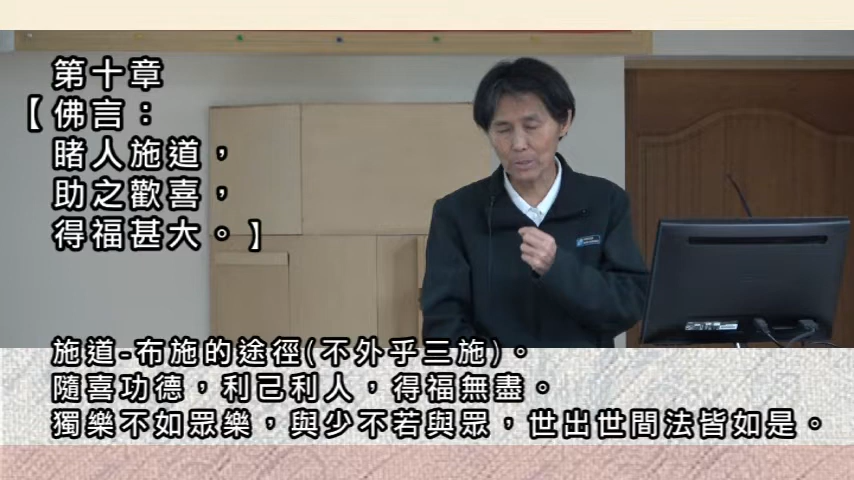 第十章
【佛言：
睹人施道，
助之歡喜，
得福甚大。】
施道-布施的途徑(不外乎三施)。
隨喜功德，利己利人，得福無盡。
獨樂不如眾樂，與少不若與眾，世出世間法皆如是。